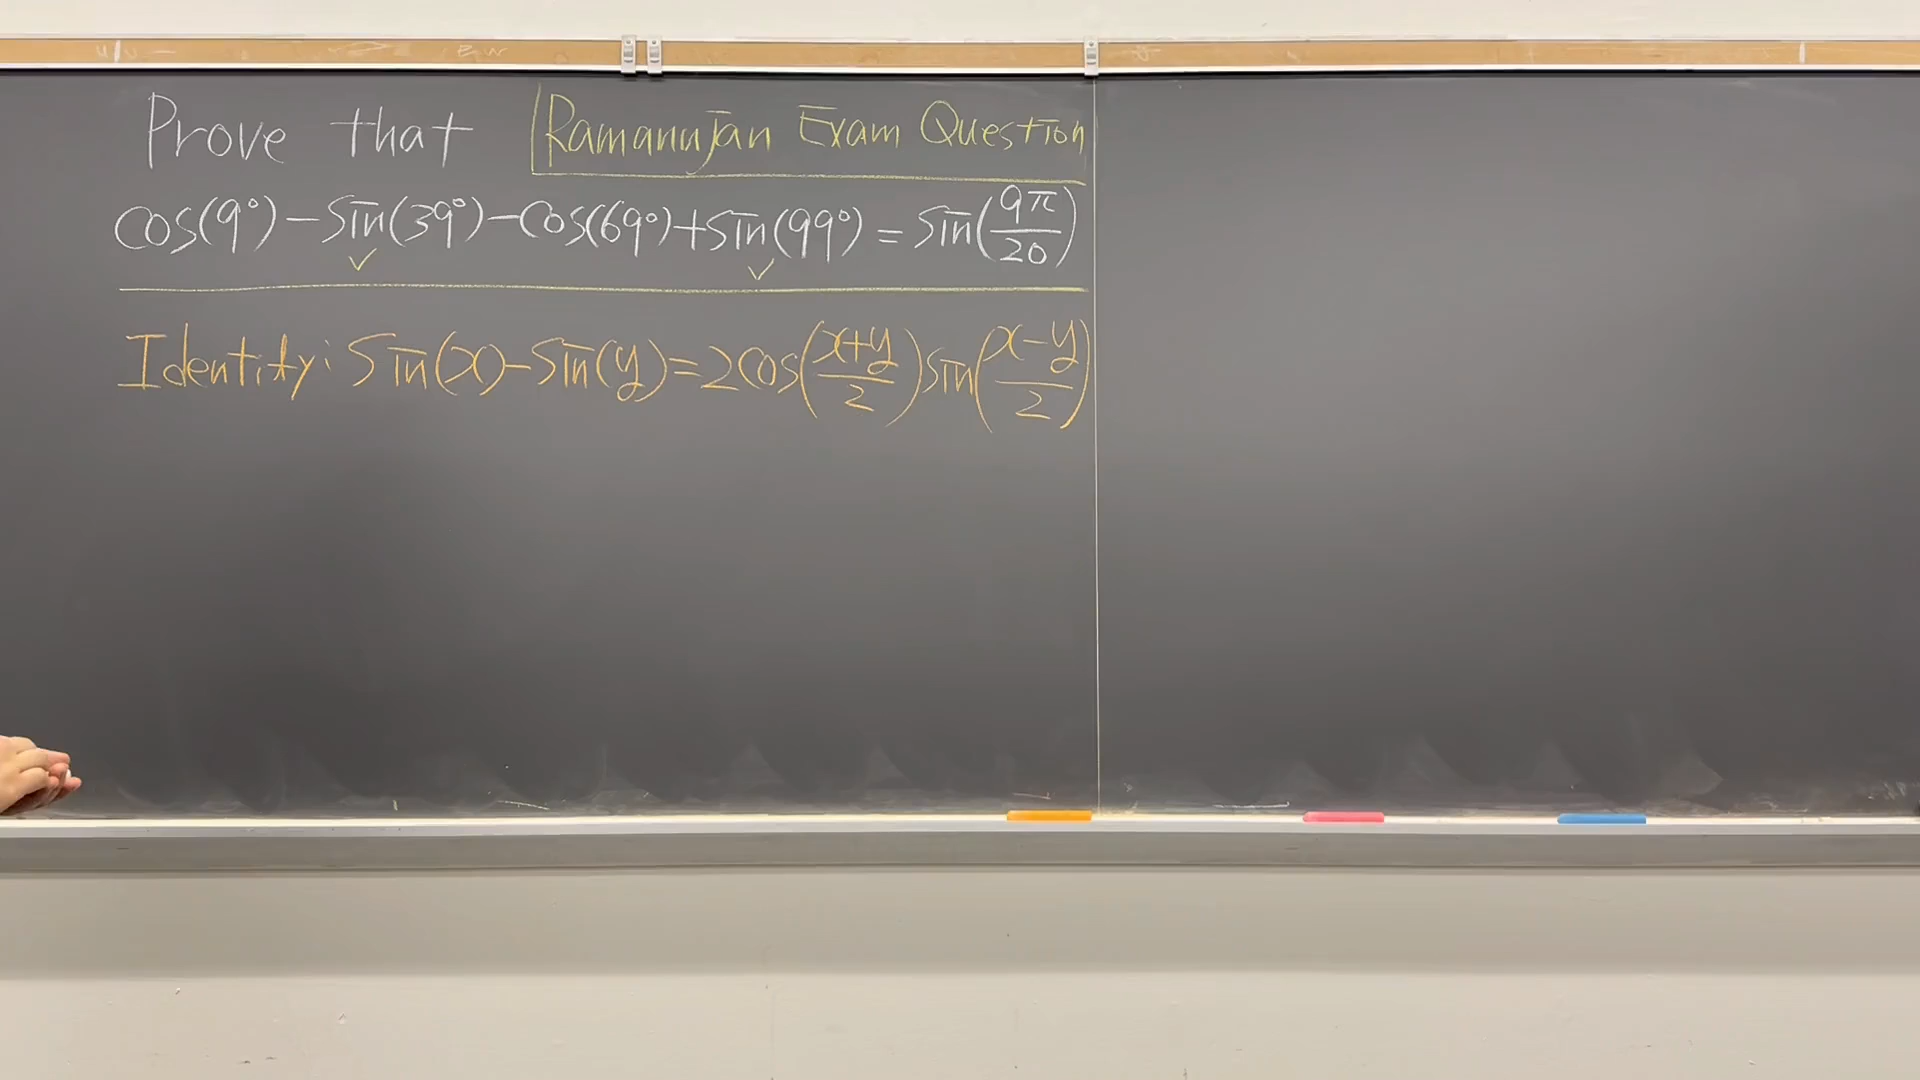 Prove that Ramanujan Exam Question
cos(9°)-sin(39°)-cos(69°)+sin(99°)=sin(9π/20)
Identity: sin(x)-sin(y)=2cos((x+y)/2)sin((x-y)/2)